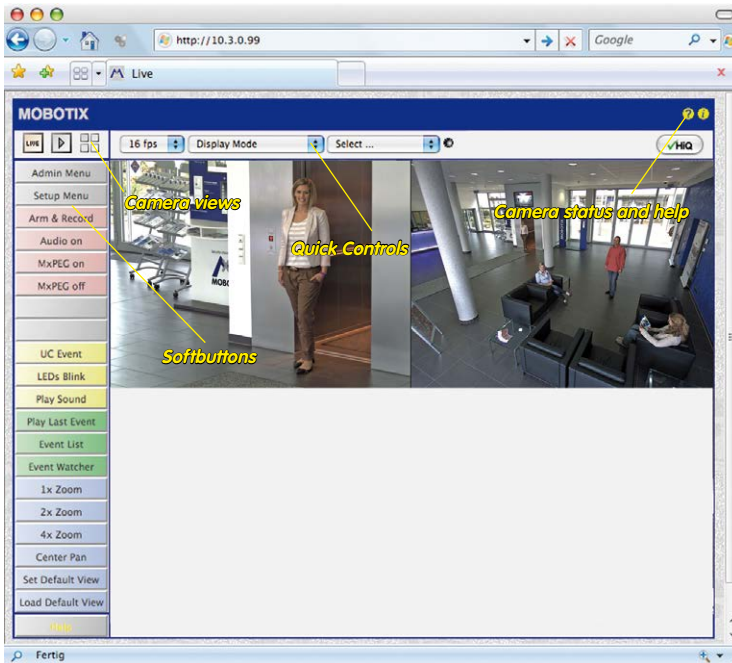 http://10.3.0.99
Google
Live
MOBOTIX
LIVE
16 fps
Display Mode
Select ...
HiQ
Admin Menu
Setup Menu
Arm & Record
Audio on
MxPEG on
MxPEG off
UC Event
LEDs Blink
Play Sound
Play Last Event
Event List
Event Watcher
1x Zoom
2x Zoom
4x Zoom
Center Pan
Set Default View
Load Default View
Help
Camera views
Quick Controls
Camera status and help
Softbuttons
MOBO
Fertig